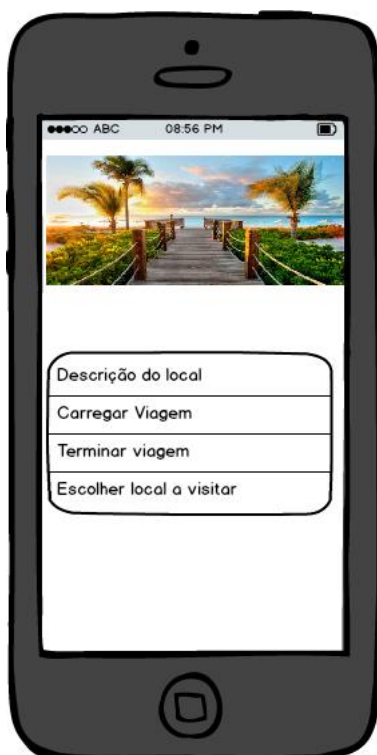 ABC 08:56 PM
Descrição do local
Carregar Viagem
Terminar viagem
Escolher local a visitar